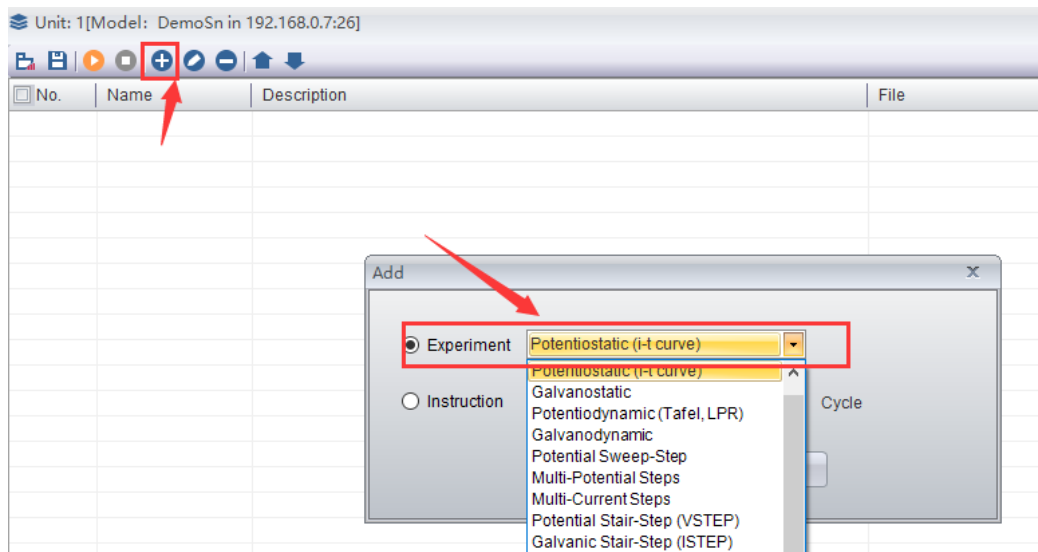 Unit: 1[Model: DemoSn in 192.168.0.7:26]
No. Name Description File
Add
Experiment Potentiostatic (i-t curve)
Potentiostatic (i-t curve)
Galvanostatic
Instruction Cycle
Potentiodynamic (Tafel, LPR)
Galvanodynamic
Potential Sweep-Step
Multi-Potential Steps
Multi-Current Steps
Potential Stair-Step (VSTEP)
Galvanic Stair-Step (ISTEP)